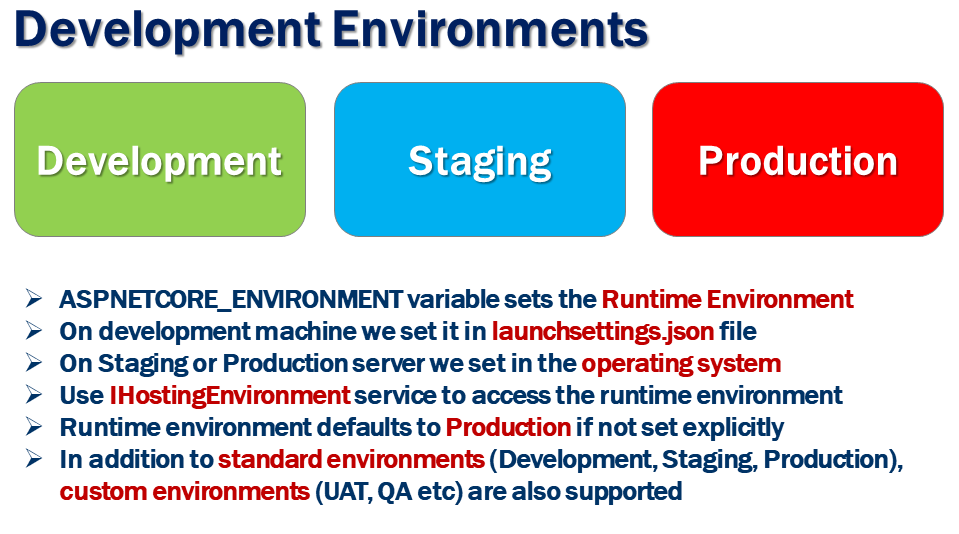 Development Environments
Development
Staging
Production
➢ ASPNETCORE_ENVIRONMENT variable sets the Runtime Environment
➢ On development machine we set it in launchsettings.json file
➢ On Staging or Production server we set in the operating system
➢ Use IHostingEnvironment service to access the runtime environment
➢ Runtime environment defaults to Production if not set explicitly
➢ In addition to standard environments (Development, Staging, Production),
custom environments (UAT, QA etc) are also supported